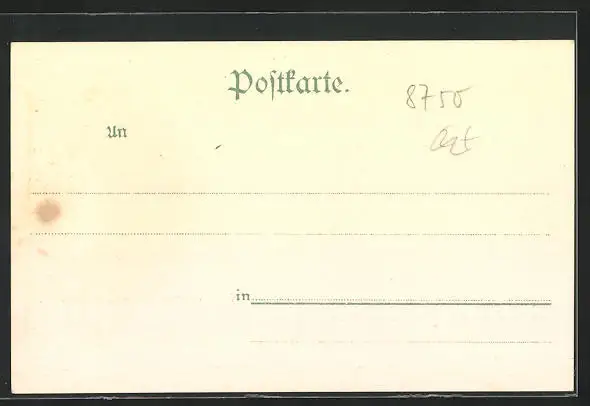 Postkarte.
8750
An
in